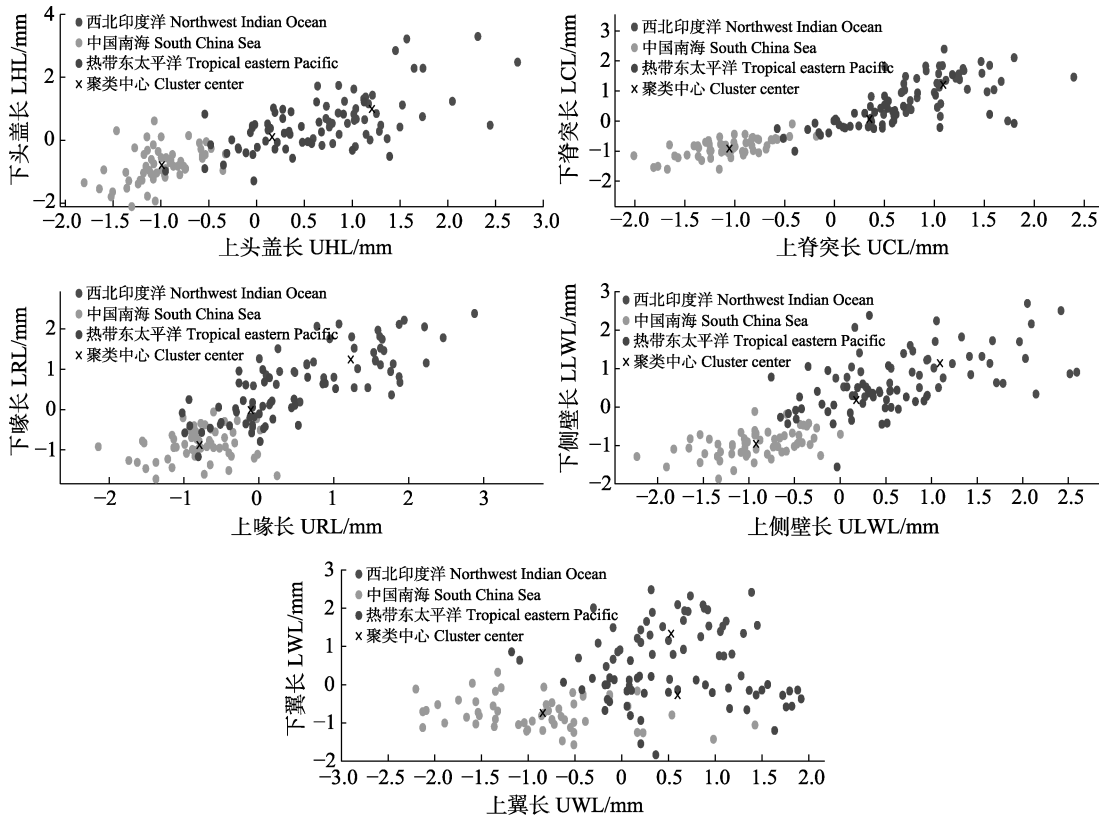 4
2
0
−2
下头盖长 LHL/mm
西北印度洋 Northwest Indian Ocean
中国南海 South China Sea
热带东太平洋 Tropical eastern Pacific
× 聚类中心 Cluster center
−2.0 −1.5 −1.0 −0.5 0 0.5 1.0 1.5 2.0 2.5 3.0
上头盖长 UHL/mm
3
2
1
0
−1
−2
下脊突长 LCL/mm
西北印度洋 Northwest Indian Ocean
中国南海 South China Sea
热带东太平洋 Tropical eastern Pacific
× 聚类中心 Cluster center
−2.0 −1.5 −1.0 −0.5 0 0.5 1.0 1.5 2.0 2.5
上脊突长 UCL/mm
2
1
0
−1
下喙长 LRL/mm
西北印度洋 Northwest Indian Ocean
中国南海 South China Sea
热带东太平洋 Tropical eastern Pacific
× 聚类中心 Cluster center
−2 −1 0 1 2 3
上喙长 URL/mm
3
2
1
0
−1
−2
下侧壁长 LLWL/mm
西北印度洋 Northwest Indian Ocean
中国南海 South China Sea
热带东太平洋 Tropical eastern Pacific
× 聚类中心 Cluster center
−2.0 −1.5 −1.0 −0.5 0 0.5 1.0 1.5 2.0 2.5
上侧壁长 ULWL/mm
3
2
1
0
−1
−2
下翼长 LWL/mm
西北印度洋 Northwest Indian Ocean
中国南海 South China Sea
热带东太平洋 Tropical eastern Pacific
× 聚类中心 Cluster center
−3.0 −2.5 −2.0 −1.5 −1.0 −0.5 0 0.5 1.0 1.5 2.0
上翼长 UWL/mm